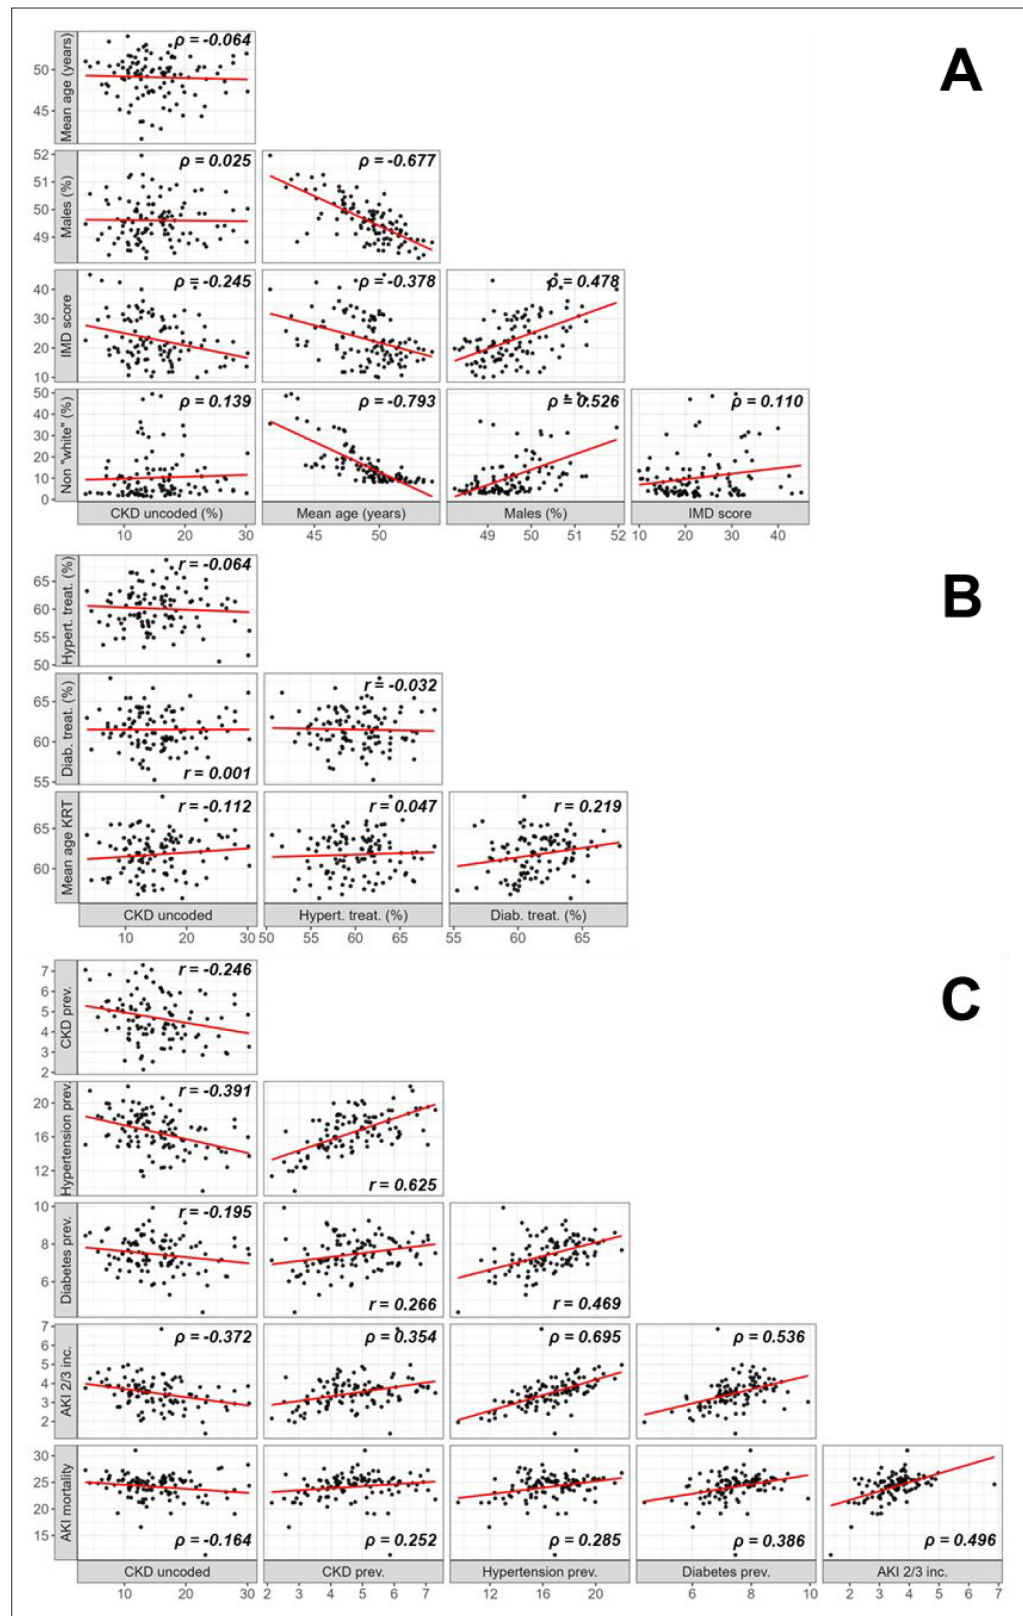 A
Mean age (years)
50
45
ρ = -0.064
Males (%)
52
51
50
49
ρ = 0.025
ρ = -0.677
IMD score
40
30
20
10
ρ = -0.245
ρ = -0.378
ρ = 0.478
Non "white" (%)
50
40
30
20
10
0
ρ = 0.139
ρ = -0.793
ρ = 0.526
ρ = 0.110
CKD uncoded (%) Mean age (years) Males (%) IMD score
10 20 30 45 50 49 50 51 52 10 20 30 40
B
Hypert. treat. (%)
65
60
55
50
r = -0.064
Diab. treat. (%)
65
60
55
r = 0.001
r = -0.032
Mean age KRT
65
60
r = -0.112
r = 0.047
r = 0.219
CKD uncoded Hypert. treat. (%) Diab. treat. (%)
10 20 30 50 55 60 65 55 60 65
C
CKD prev.
7
6
5
4
3
2
r = -0.246
Hypertension prev.
20
16
12
r = -0.391
r = 0.625
Diabetes prev.
10
8
6
r = -0.195
r = 0.266
r = 0.469
AKI 2/3 inc.
7
6
5
4
3
2
ρ = -0.372
ρ = 0.354
ρ = 0.695
ρ = 0.536
AKI mortality
30
25
20
15
ρ = -0.164
ρ = 0.252
ρ = 0.285
ρ = 0.386
ρ = 0.496
CKD uncoded CKD prev. Hypertension prev. Diabetes prev. AKI 2/3 inc.
10 20 30 2 3 4 5 6 7 12 16 20 6 8 10 2 3 4 5 6 7